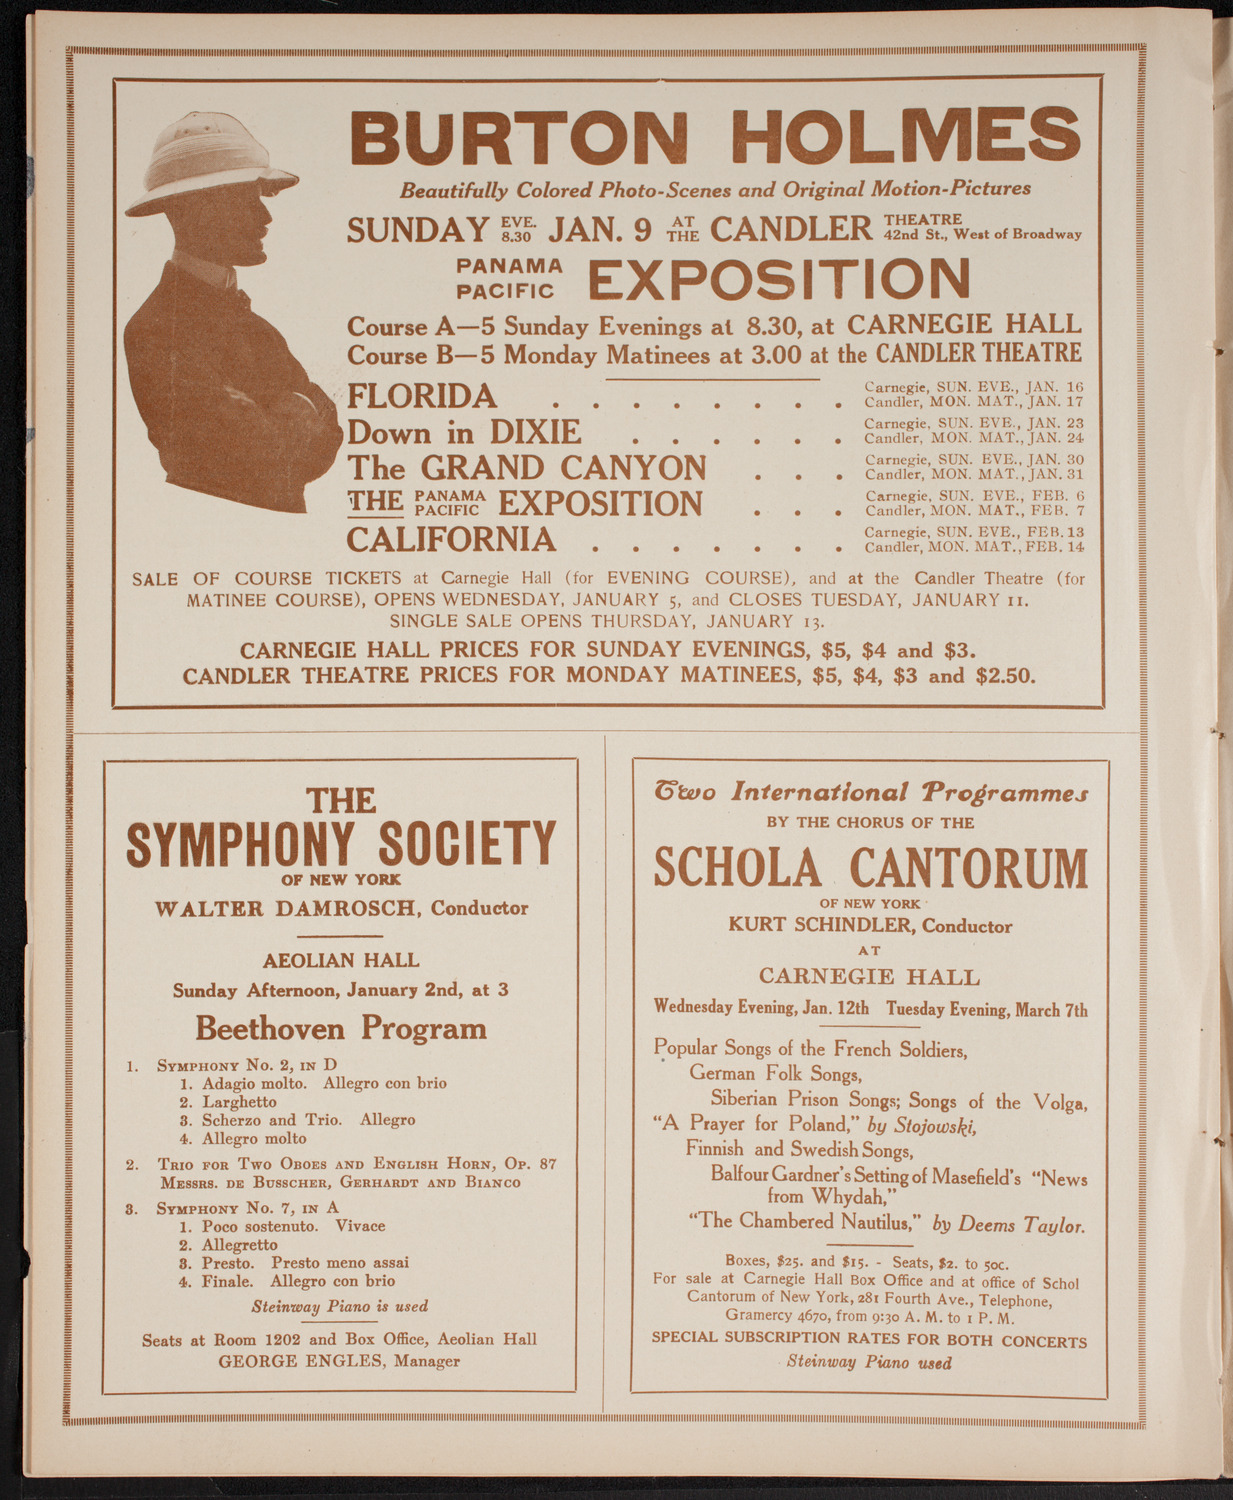 BURTON HOLMES
Beautifully Colored Photo-Scenes and Original Motion-Pictures
SUNDAY EVE. 8.30 JAN. 9 AT THE CANDLER THEATRE 42nd St., West of Broadway
PANAMA PACIFIC EXPOSITION
Course A—5 Sunday Evenings at 8.30, at CARNEGIE HALL
Course B—5 Monday Matinees at 3.00 at the CANDLER THEATRE
FLORIDA . . . . . . . . Carnegie, SUN. EVE., JAN. 16
Candler, MON. MAT., JAN. 17
Down in DIXIE . . . . . . Carnegie, SUN. EVE., JAN. 23
Candler, MON. MAT., JAN. 24
The GRAND CANYON . . . Carnegie, SUN. EVE., JAN. 30
Candler, MON. MAT., JAN. 31
THE PANAMA PACIFIC EXPOSITION . . . Carnegie, SUN. EVE., FEB. 6
Candler, MON. MAT., FEB. 7
CALIFORNIA . . . . . . . Carnegie, SUN. EVE., FEB. 13
Candler, MON. MAT., FEB. 14
SALE OF COURSE TICKETS at Carnegie Hall (for EVENING COURSE), and at the Candler Theatre (for
MATINEE COURSE), OPENS WEDNESDAY, JANUARY 5, and CLOSES TUESDAY, JANUARY 11.
SINGLE SALE OPENS THURSDAY, JANUARY 13.
CARNEGIE HALL PRICES FOR SUNDAY EVENINGS, $5, $4 and $3.
CANDLER THEATRE PRICES FOR MONDAY MATINEES, $5, $4, $3 and $2.50.
THE
SYMPHONY SOCIETY
OF NEW YORK
WALTER DAMROSCH, Conductor
AEOLIAN HALL
Sunday Afternoon, January 2nd, at 3
Beethoven Program
1. SYMPHONY NO. 2, IN D
1. Adagio molto. Allegro con brio
2. Larghetto
3. Scherzo and Trio. Allegro
4. Allegro molto
2. TRIO FOR TWO OBOES AND ENGLISH HORN, OP. 87
MESSRS. DE BUSSCHER, GERHARDT AND BIANCO
3. SYMPHONY NO. 7, IN A
1. Poco sostenuto. Vivace
2. Allegretto
3. Presto. Presto meno assai
4. Finale. Allegro con brio
Steinway Piano is used
Seats at Room 1202 and Box Office, Aeolian Hall
GEORGE ENGLES, Manager
Two International Programmes
BY THE CHORUS OF THE
SCHOLA CANTORUM
OF NEW YORK
KURT SCHINDLER, Conductor
AT
CARNEGIE HALL
Wednesday Evening, Jan. 12th Tuesday Evening, March 7th
Popular Songs of the French Soldiers,
German Folk Songs,
Siberian Prison Songs; Songs of the Volga,
"A Prayer for Poland," by Stojowski,
Finnish and Swedish Songs,
Balfour Gardner's Setting of Masefield's "News
from Whydah,"
"The Chambered Nautilus," by Deems Taylor.
Boxes, $25. and $15. - Seats, $2. to 50c.
For sale at Carnegie Hall Box Office and at office of Schol
Cantorum of New York, 281 Fourth Ave., Telephone,
Gramercy 4670, from 9:30 A. M. to 1 P. M.
SPECIAL SUBSCRIPTION RATES FOR BOTH CONCERTS
Steinway Piano used